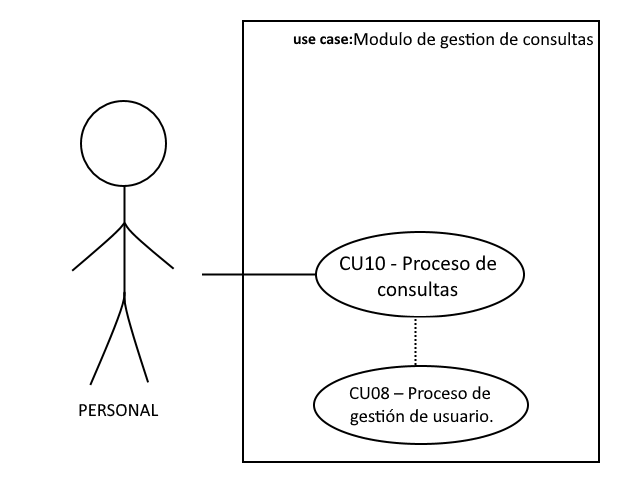 use case:Modulo de gestion de consultas
CU10 - Proceso de
consultas
CU08 – Proceso de
gestión de usuario.
PERSONAL